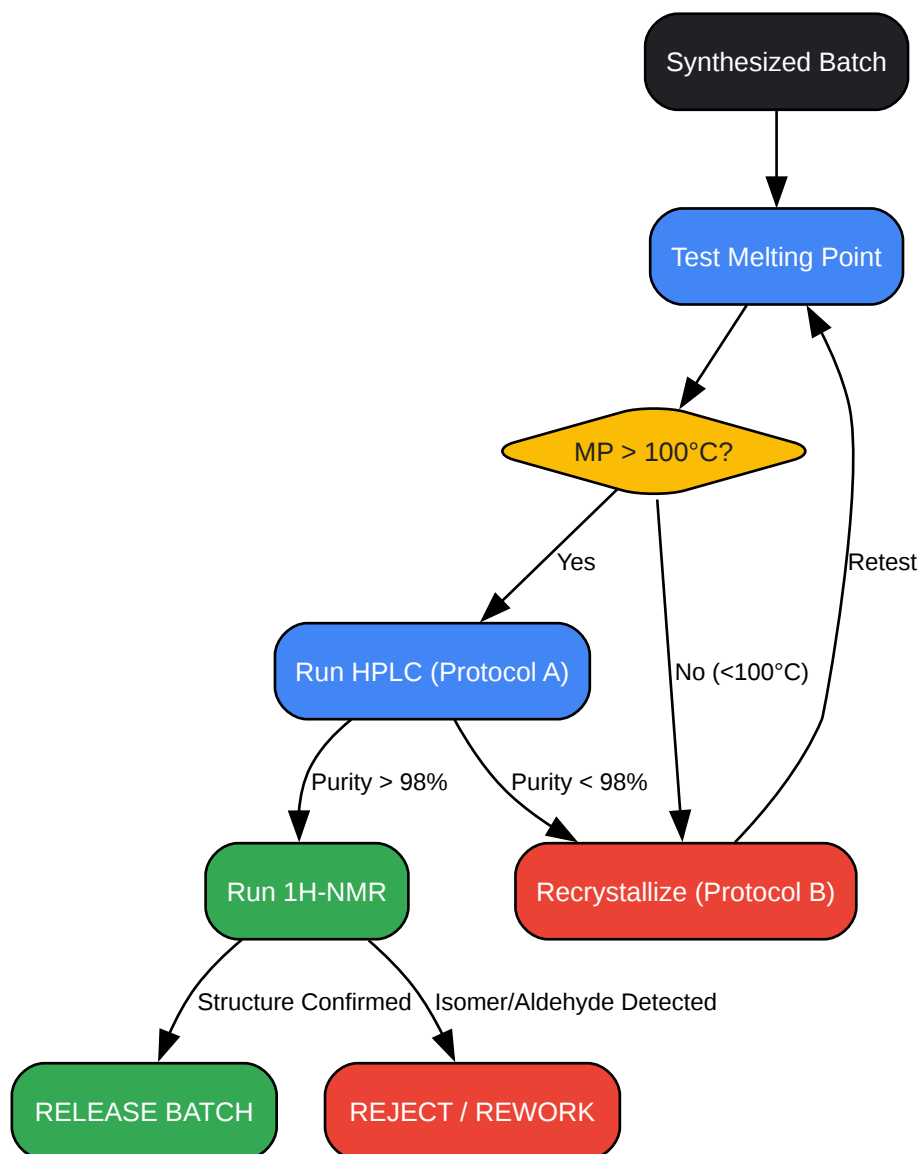 Synthesized Batch
Test Melting Point
MP > 100°C?
Yes
Retest
Run HPLC (Protocol A)
No (<100°C)
Purity > 98%
Purity < 98%
Run 1H-NMR
Recrystallize (Protocol B)
Structure Confirmed
Isomer/Aldehyde Detected
RELEASE BATCH
REJECT / REWORK